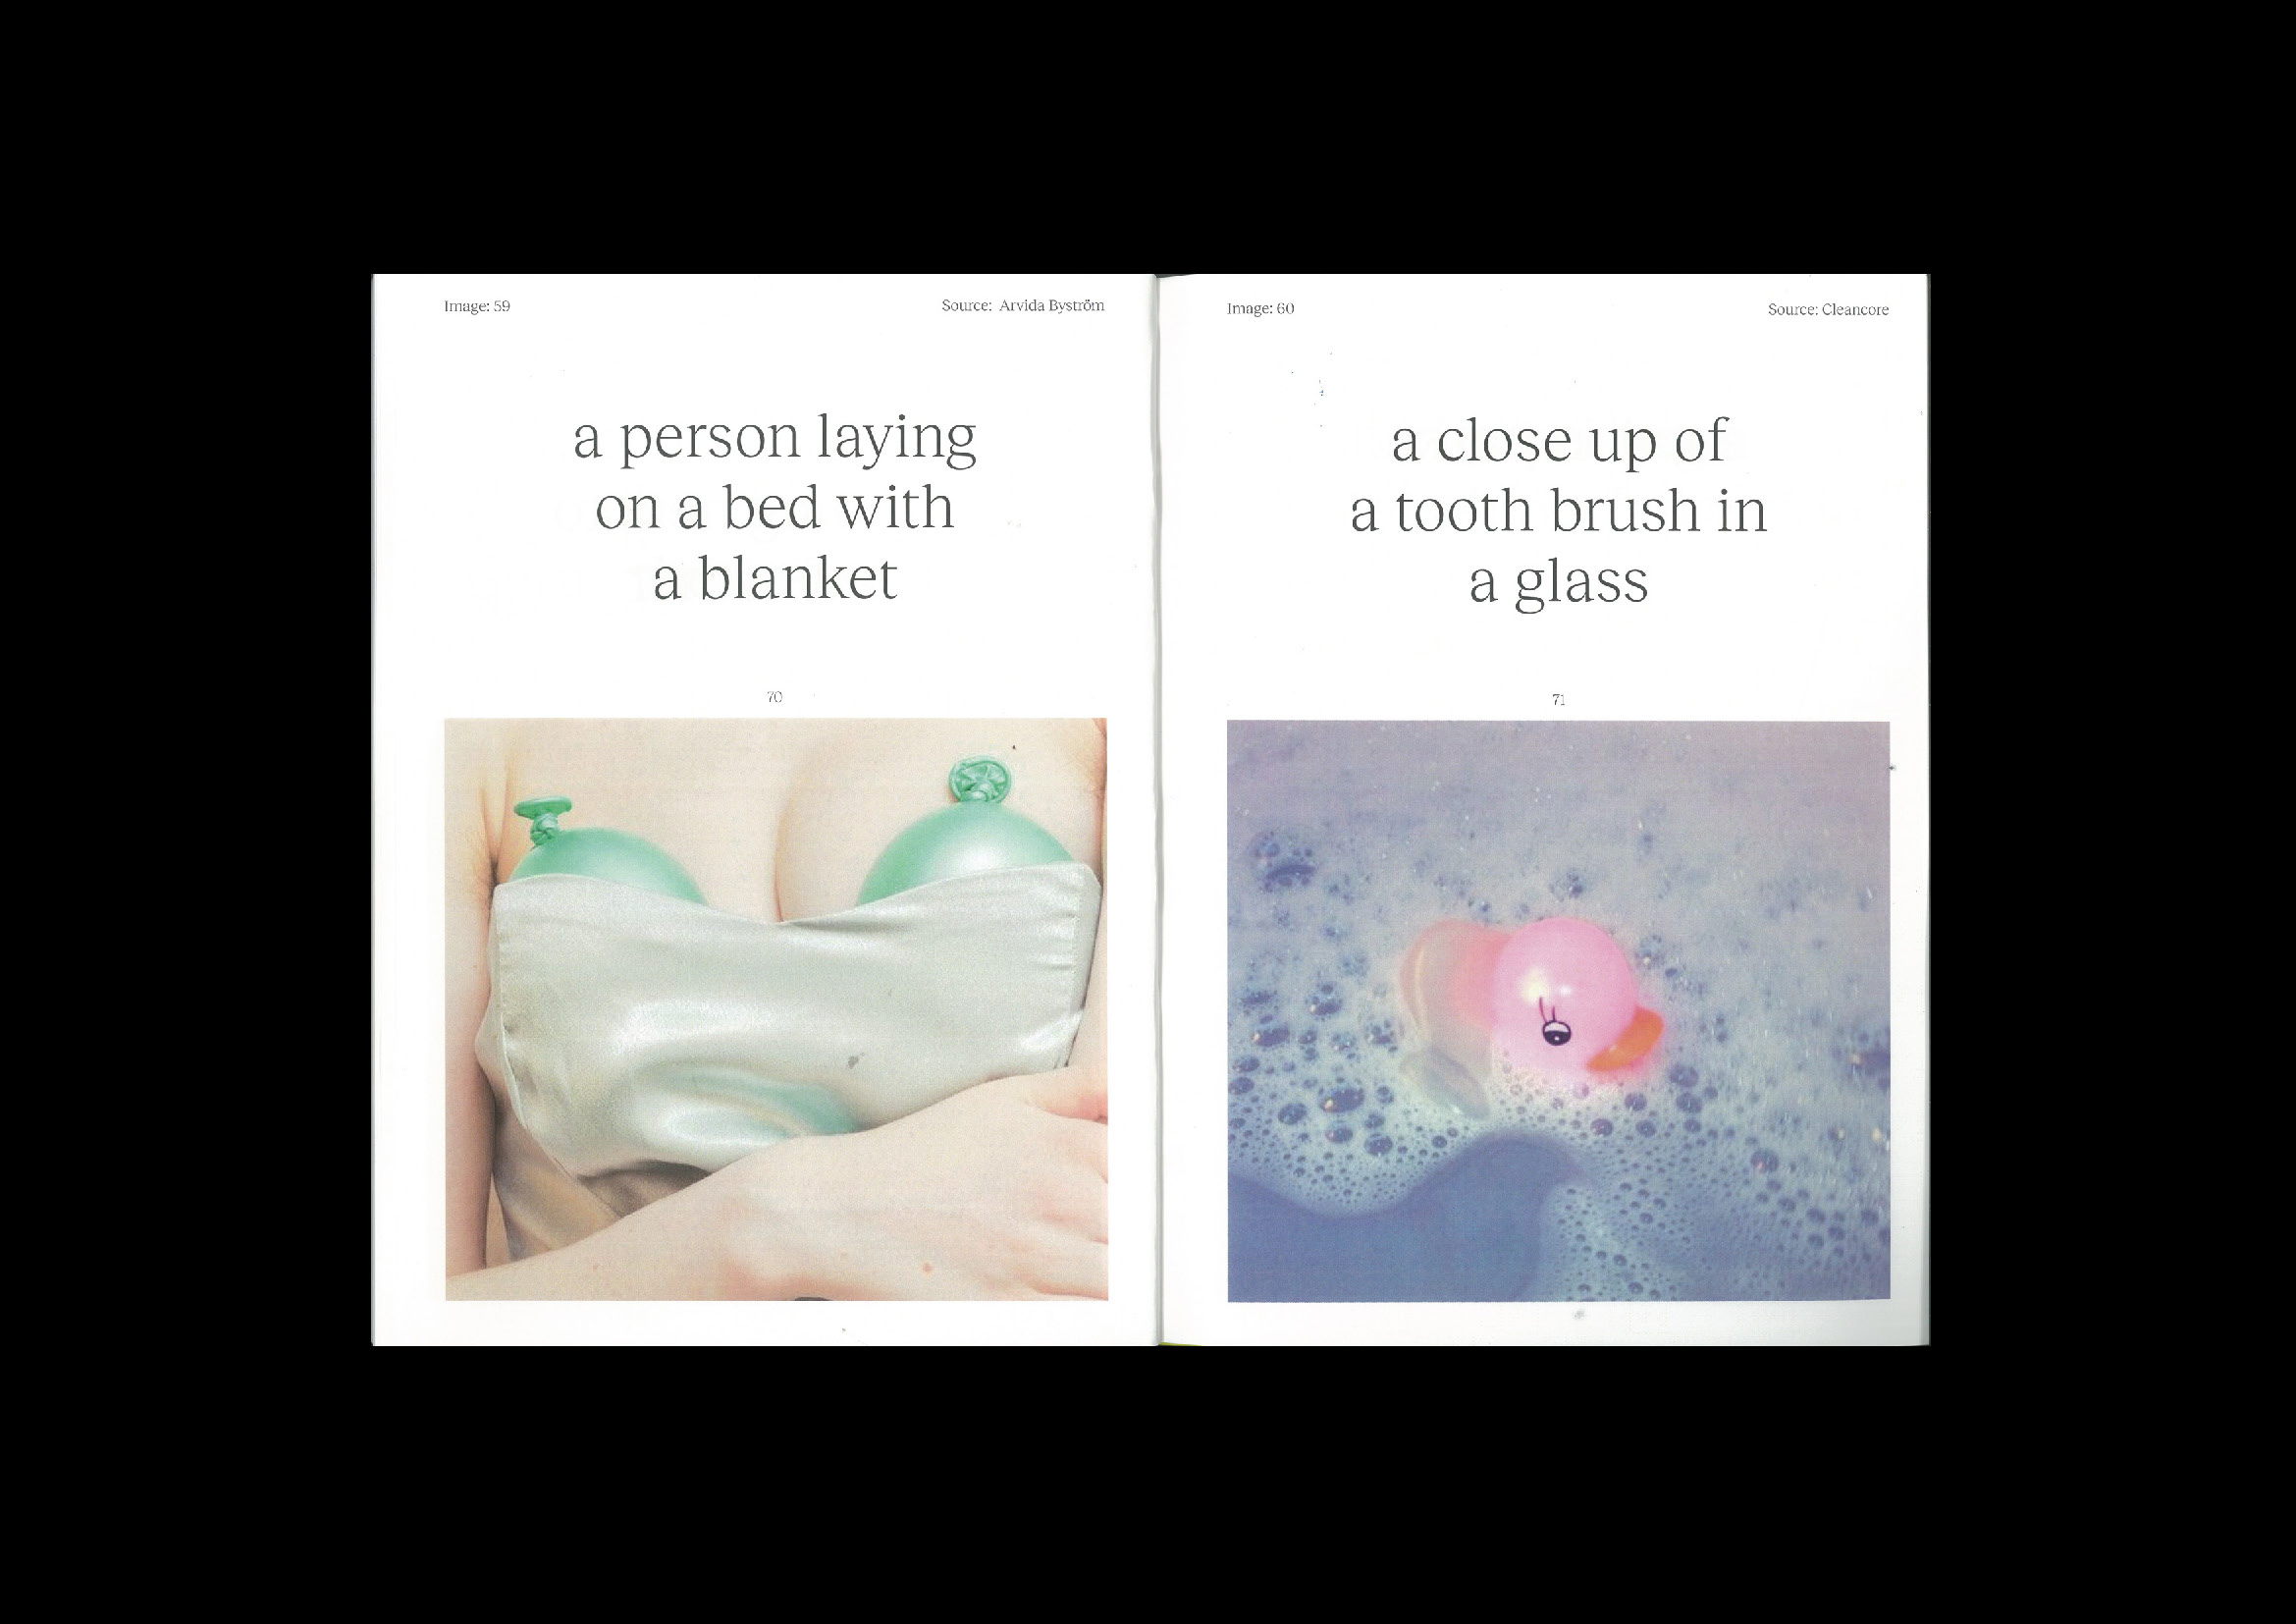 Image: 59
Source: Arvida Byström
a person laying
on a bed with
a blanket
70
Image: 60
Source: Cleancore
a close up of
a tooth brush in
a glass
71